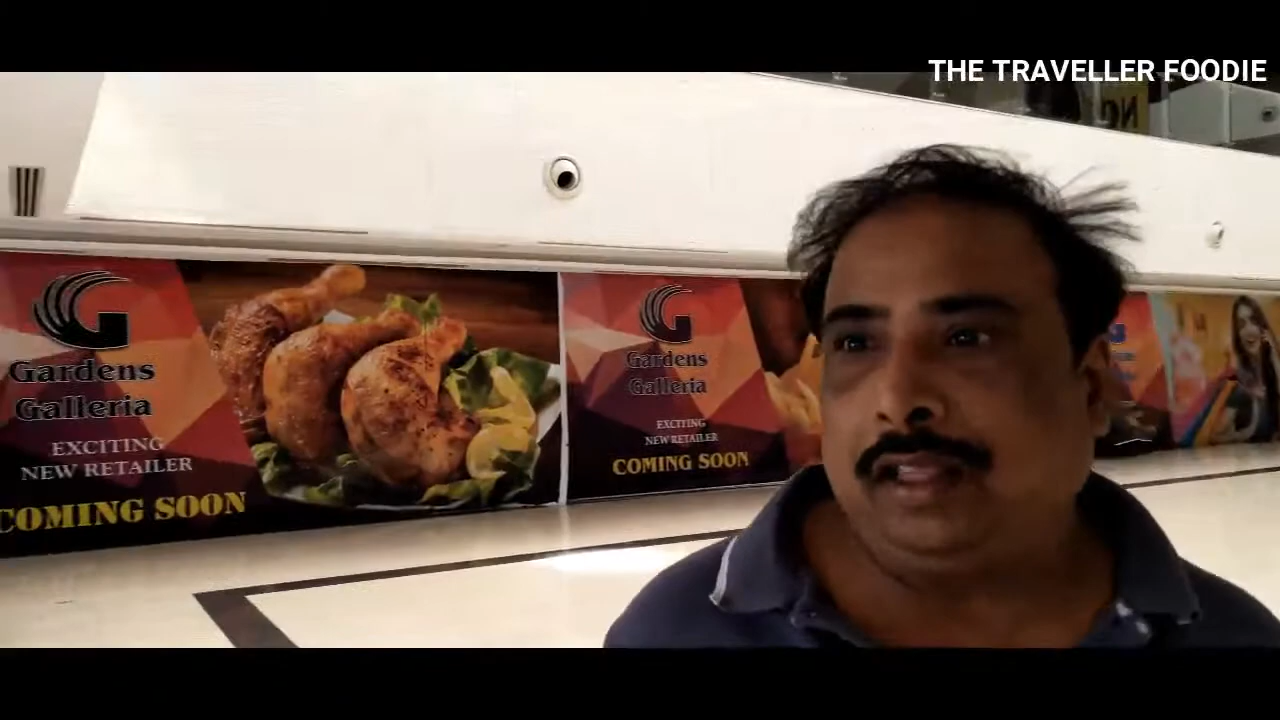 THE TRAVELLER FOODIE
Gardens
Galleria
EXCITING
NEW RETAILER
COMING SOON
Gardens
Galleria
EXCITING
NEW RETAILER
COMING SOON